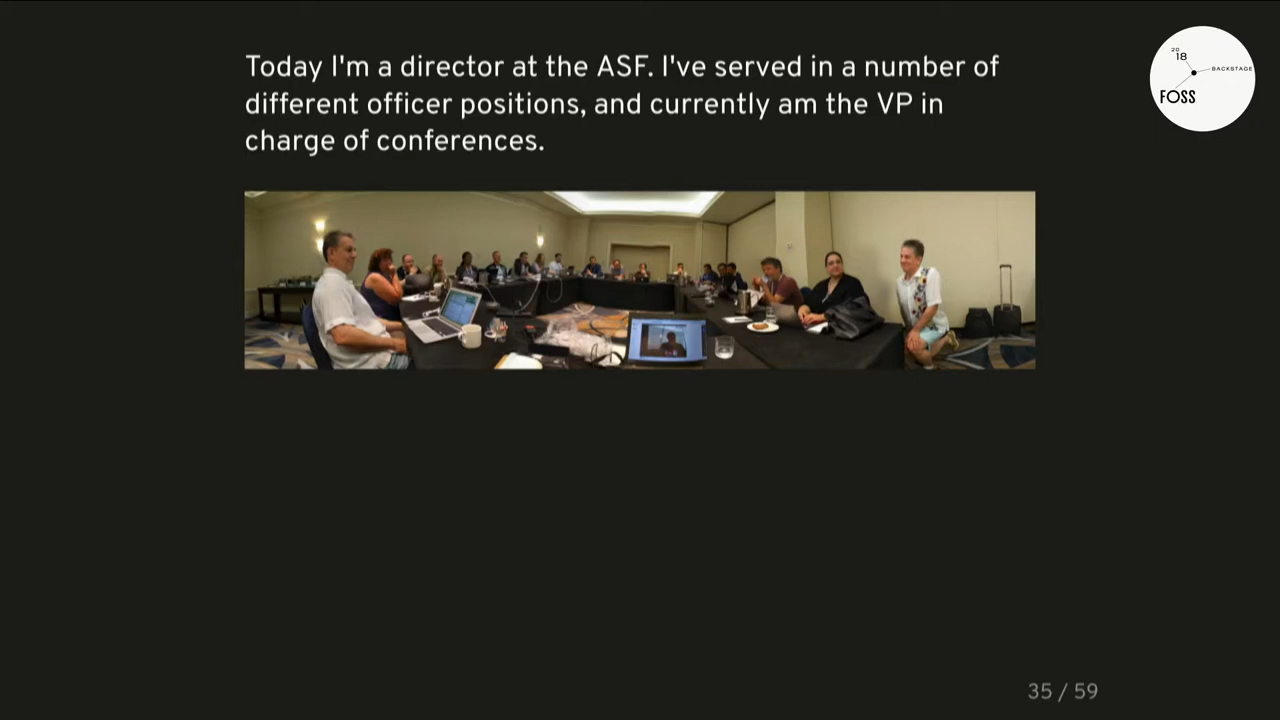 Today I'm a director at the ASF. I've served in a number of
different officer positions, and currently am the VP in
charge of conferences.
20
18
BACKSTAGE
FOSS
35 / 59